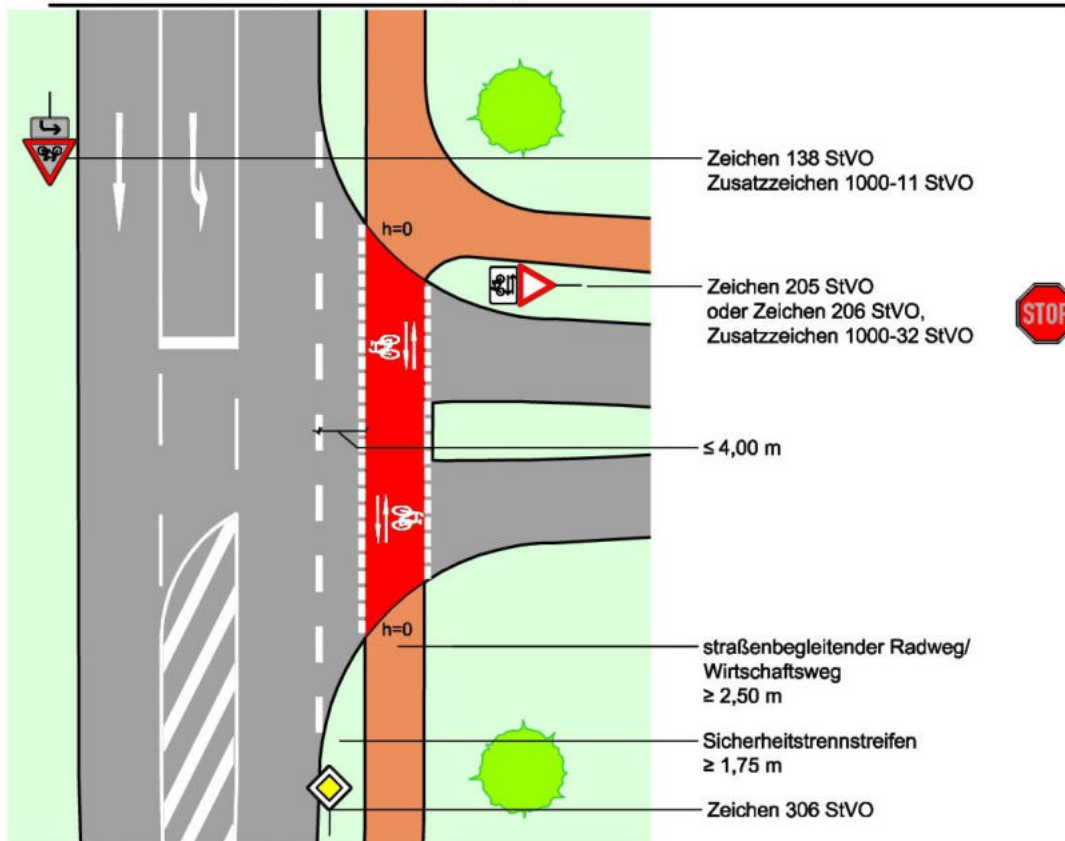 Zeichen 138 StVO
Zusatzzeichen 1000-11 StVO
h=0
Zeichen 205 StVO
oder Zeichen 206 StVO,
Zusatzzeichen 1000-32 StVO
STOP
≤ 4,00 m
h=0
straßenbegleitender Radweg/
Wirtschaftsweg
≥ 2,50 m
Sicherheitstrennstreifen
≥ 1,75 m
Zeichen 306 StVO